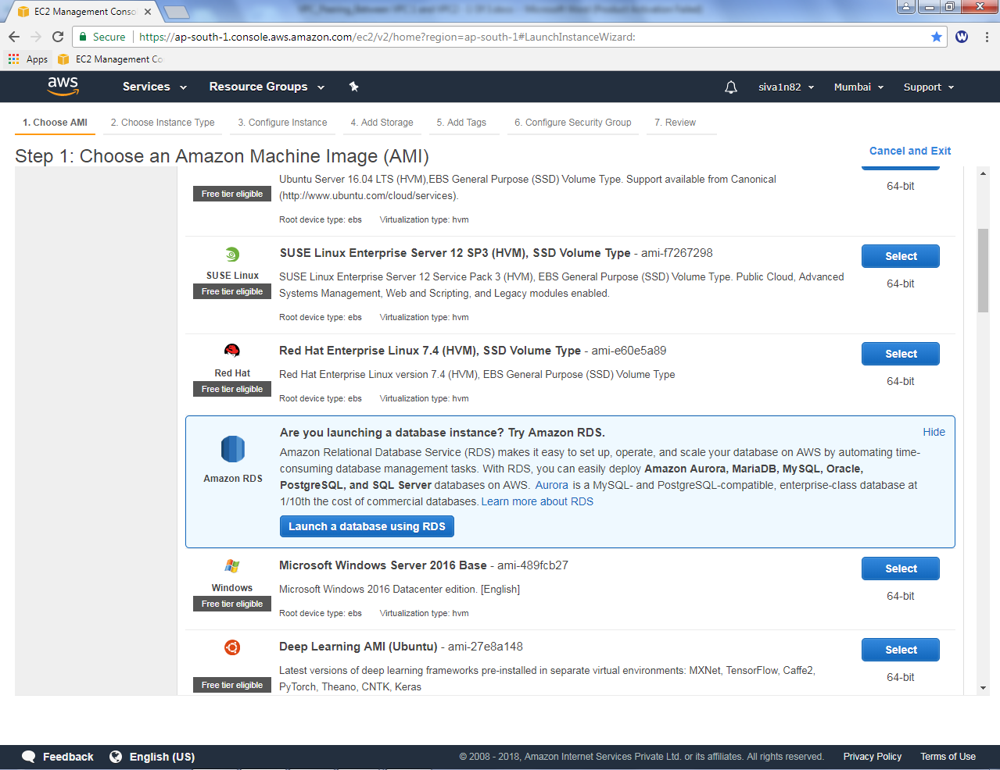 EC2 Management Conso
Secure https://ap-south-1.console.aws.amazon.com/ec2/v2/home?region=ap-south-1#LaunchInstanceWizard:
W
Apps EC2 Management Co
aws Services Resource Groups siva1n82 Mumbai Support
1. Choose AMI 2. Choose Instance Type 3. Configure Instance 4. Add Storage 5. Add Tags 6. Configure Security Group 7. Review
Step 1: Choose an Amazon Machine Image (AMI) Cancel and Exit
Free tier eligible
Ubuntu Server 16.04 LTS (HVM),EBS General Purpose (SSD) Volume Type. Support available from Canonical
(http://www.ubuntu.com/cloud/services).
64-bit
Root device type: ebs Virtualization type: hvm
SUSE Linux
Free tier eligible
SUSE Linux Enterprise Server 12 SP3 (HVM), SSD Volume Type - ami-f7267298
SUSE Linux Enterprise Server 12 Service Pack 3 (HVM), EBS General Purpose (SSD) Volume Type. Public Cloud, Advanced
Systems Management, Web and Scripting, and Legacy modules enabled.
Root device type: ebs Virtualization type: hvm
Select
64-bit
Red Hat
Free tier eligible
Red Hat Enterprise Linux 7.4 (HVM), SSD Volume Type - ami-e60e5a89
Red Hat Enterprise Linux version 7.4 (HVM), EBS General Purpose (SSD) Volume Type
Root device type: ebs Virtualization type: hvm
Select
64-bit
Amazon RDS
Are you launching a database instance? Try Amazon RDS. Hide
Amazon Relational Database Service (RDS) makes it easy to set up, operate, and scale your database on AWS by automating time-
consuming database management tasks. With RDS, you can easily deploy Amazon Aurora, MariaDB, MySQL, Oracle,
PostgreSQL, and SQL Server databases on AWS. Aurora is a MySQL- and PostgreSQL-compatible, enterprise-class database at
1/10th the cost of commercial databases. Learn more about RDS
Launch a database using RDS
Windows
Free tier eligible
Microsoft Windows Server 2016 Base - ami-489fcb27
Microsoft Windows 2016 Datacenter edition. [English]
Root device type: ebs Virtualization type: hvm
Select
64-bit
Free tier eligible
Deep Learning AMI (Ubuntu) - ami-27e8a148
Latest versions of deep learning frameworks pre-installed in separate virtual environments: MXNet, TensorFlow, Caffe2,
PyTorch, Theano, CNTK, Keras
Select
64-bit
Feedback English (US) © 2008 - 2018, Amazon Internet Services Private Ltd. or its affiliates. All rights reserved. Privacy Policy Terms of Use